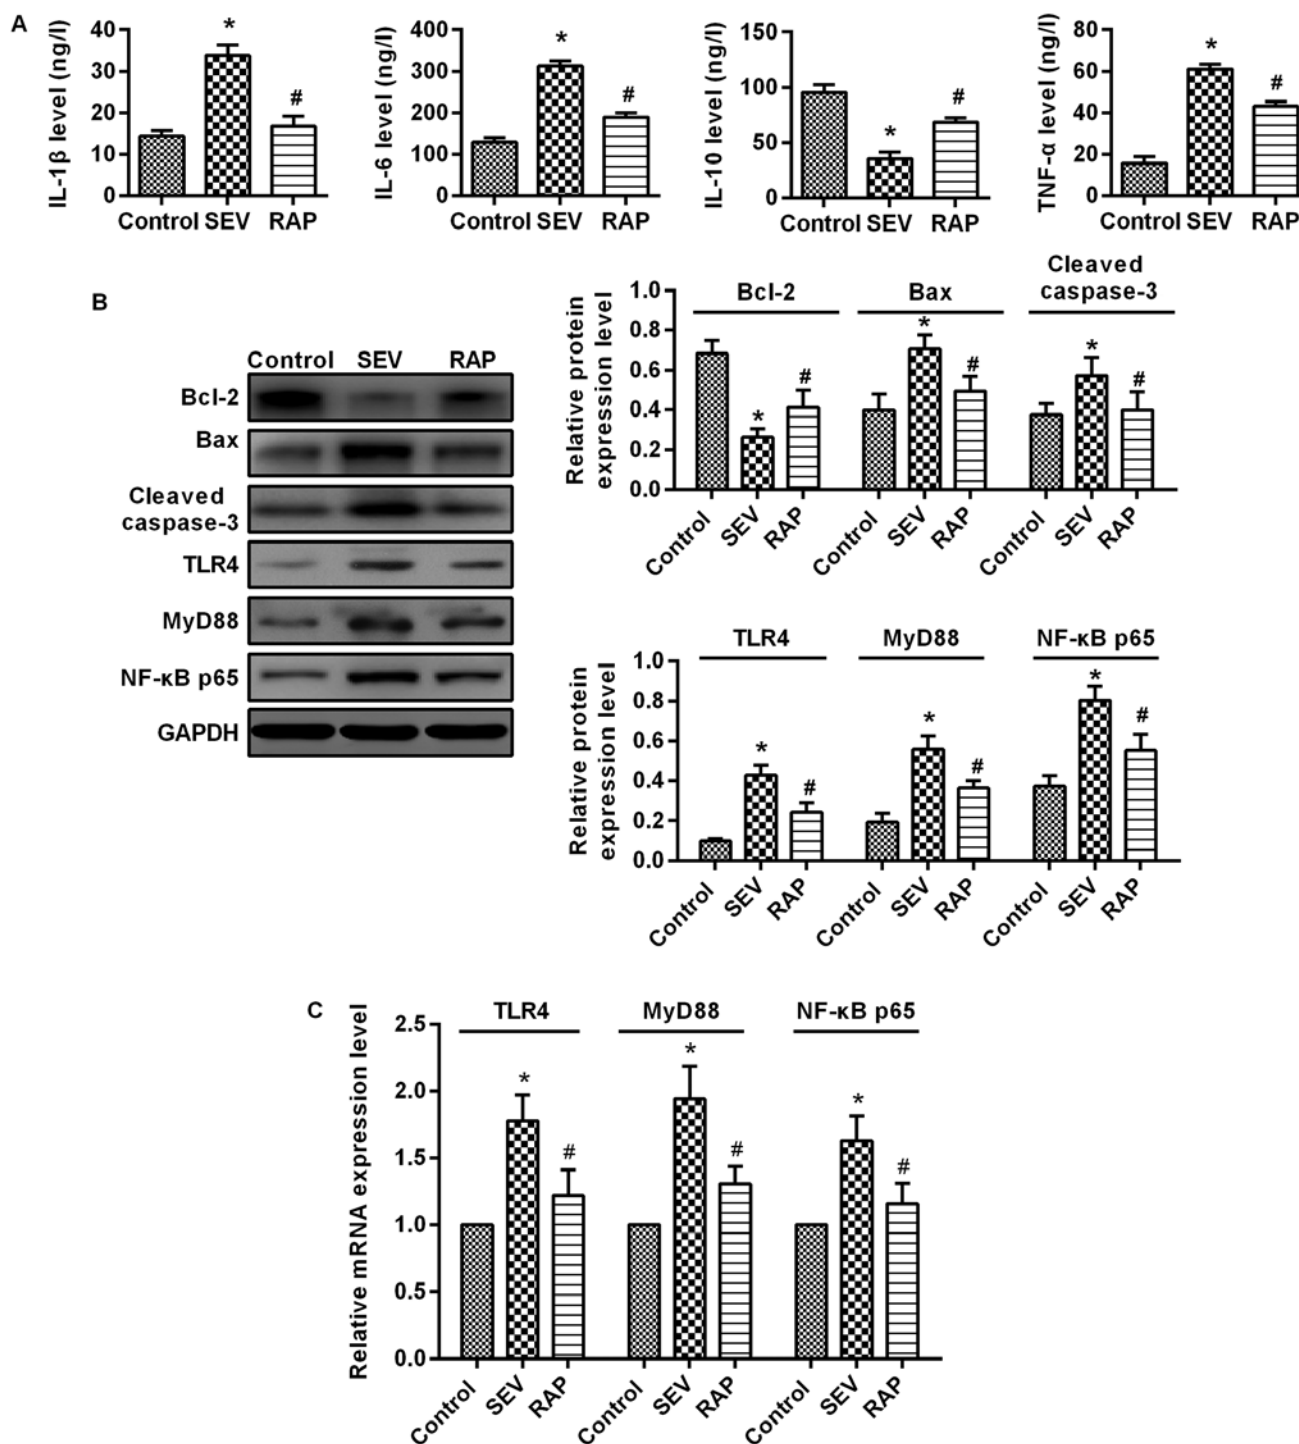 A
IL-1β level (ng/l)
40
30
20
10
0
*
#
Control SEV RAP
IL-6 level (ng/l)
400
300
200
100
0
*
#
Control SEV RAP
IL-10 level (ng/l)
150
100
50
0
*
#
Control SEV RAP
TNF-α level (ng/l)
80
60
40
20
0
*
#
Control SEV RAP
B
Control SEV RAP
Bcl-2
Bax
Cleaved
caspase-3
TLR4
MyD88
NF-κB p65
GAPDH
Relative protein
expression level
1.0
0.8
0.6
0.4
0.2
0.0
Bcl-2
Bax
Cleaved
caspase-3
*
#
*
#
*
#
Control
SEV
RAP
Control
SEV
RAP
Control
SEV
RAP
Relative protein
expression level
1.0
0.8
0.6
0.4
0.2
0.0
TLR4
MyD88
NF-κB p65
*
#
*
#
*
#
Control
SEV
RAP
Control
SEV
RAP
Control
SEV
RAP
C
Relative mRNA expression level
2.5
2.0
1.5
1.0
0.5
0.0
TLR4
MyD88
NF-κB p65
*
#
*
#
*
#
Control
SEV
RAP
Control
SEV
RAP
Control
SEV
RAP